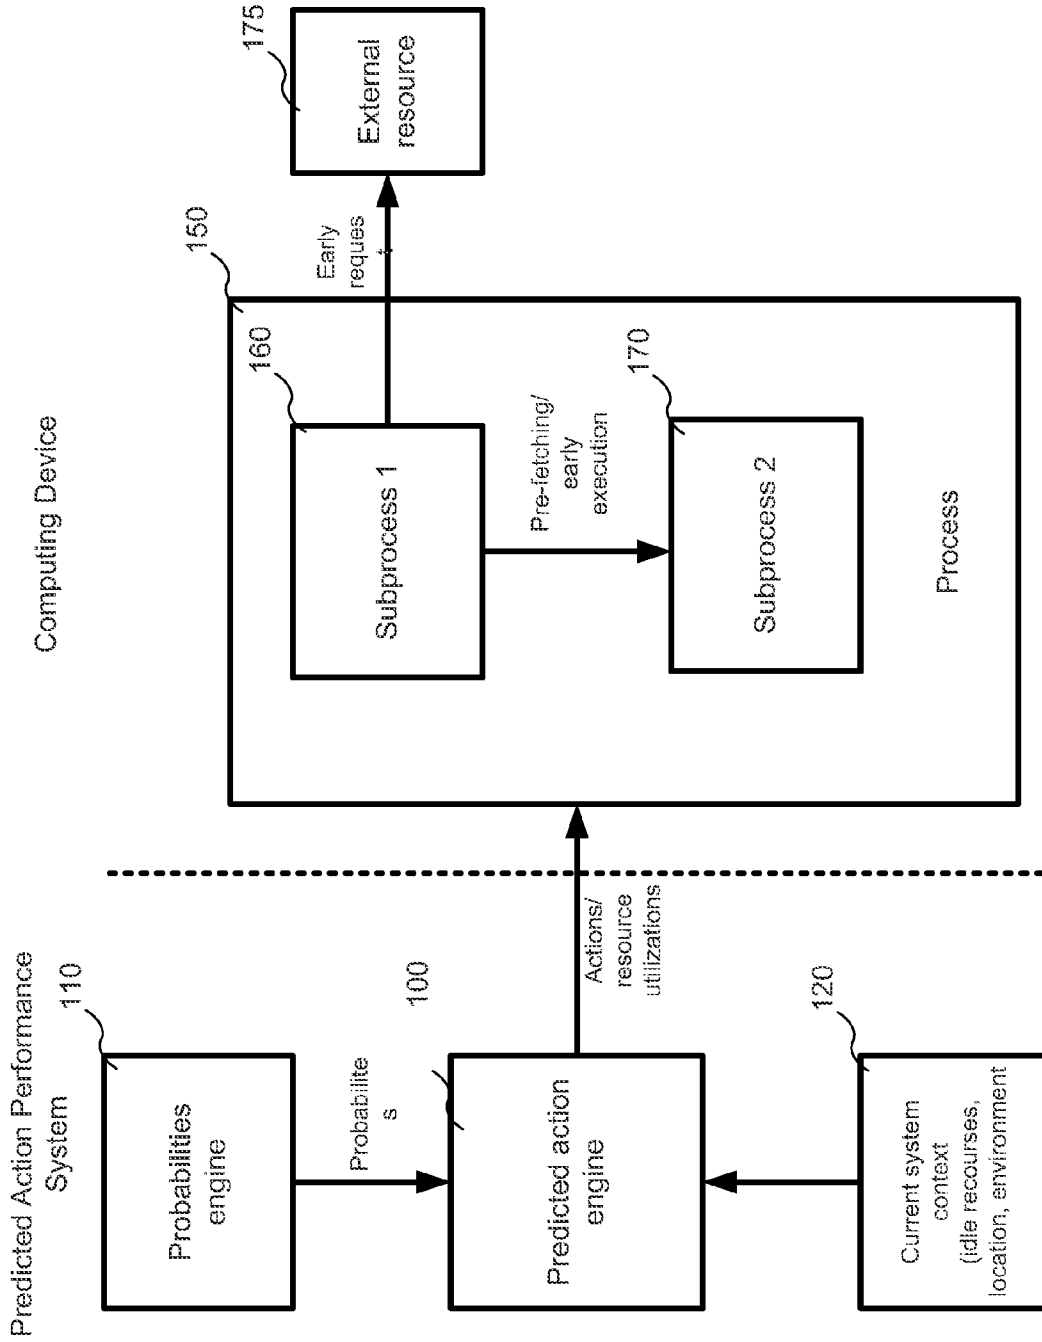 Predicted Action Performance
System
Computing Device
110
Probabilities
engine
Probabilite
s
100
Predicted action
engine
Actions/
resource
utilizations
120
Current system
context
(idle recourses,
location, environment
150
160
Subprocess 1
Early
reques
t
175
External
resource
Pre-fetching/
early
execution
170
Subprocess 2
Process